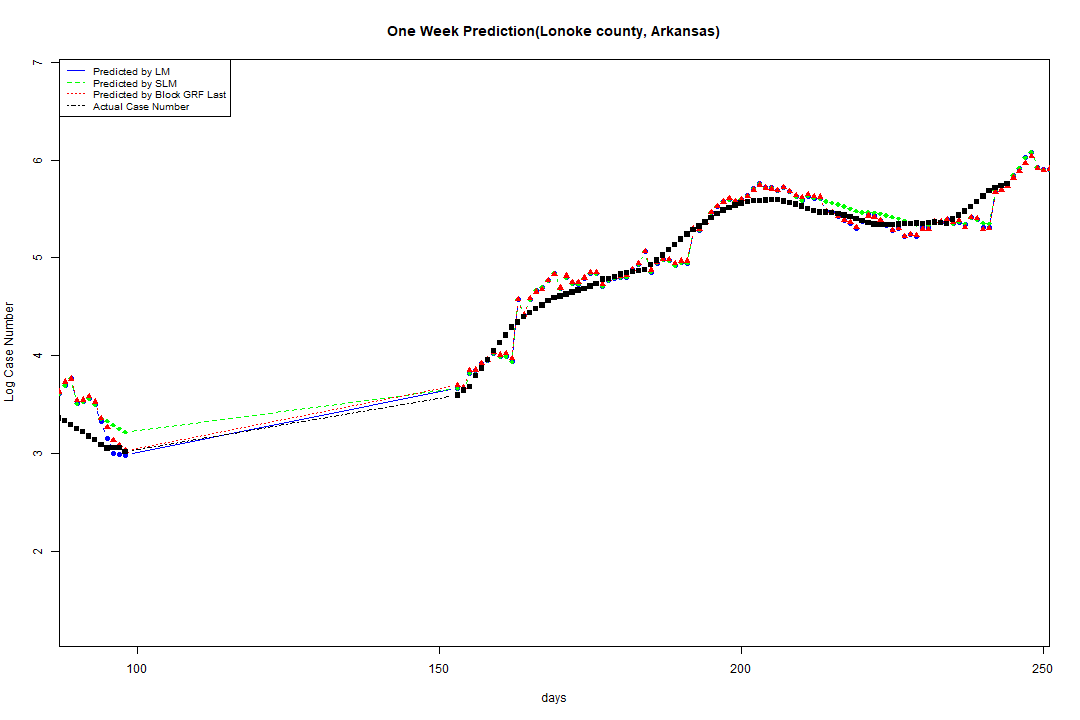 One Week Prediction(Lonoke county, Arkansas)
Predicted by LM
Predicted by SLM
Predicted by Block GRF Last
Actual Case Number
7
6
5
4
3
2
Log Case Number
100 150 200 250
days